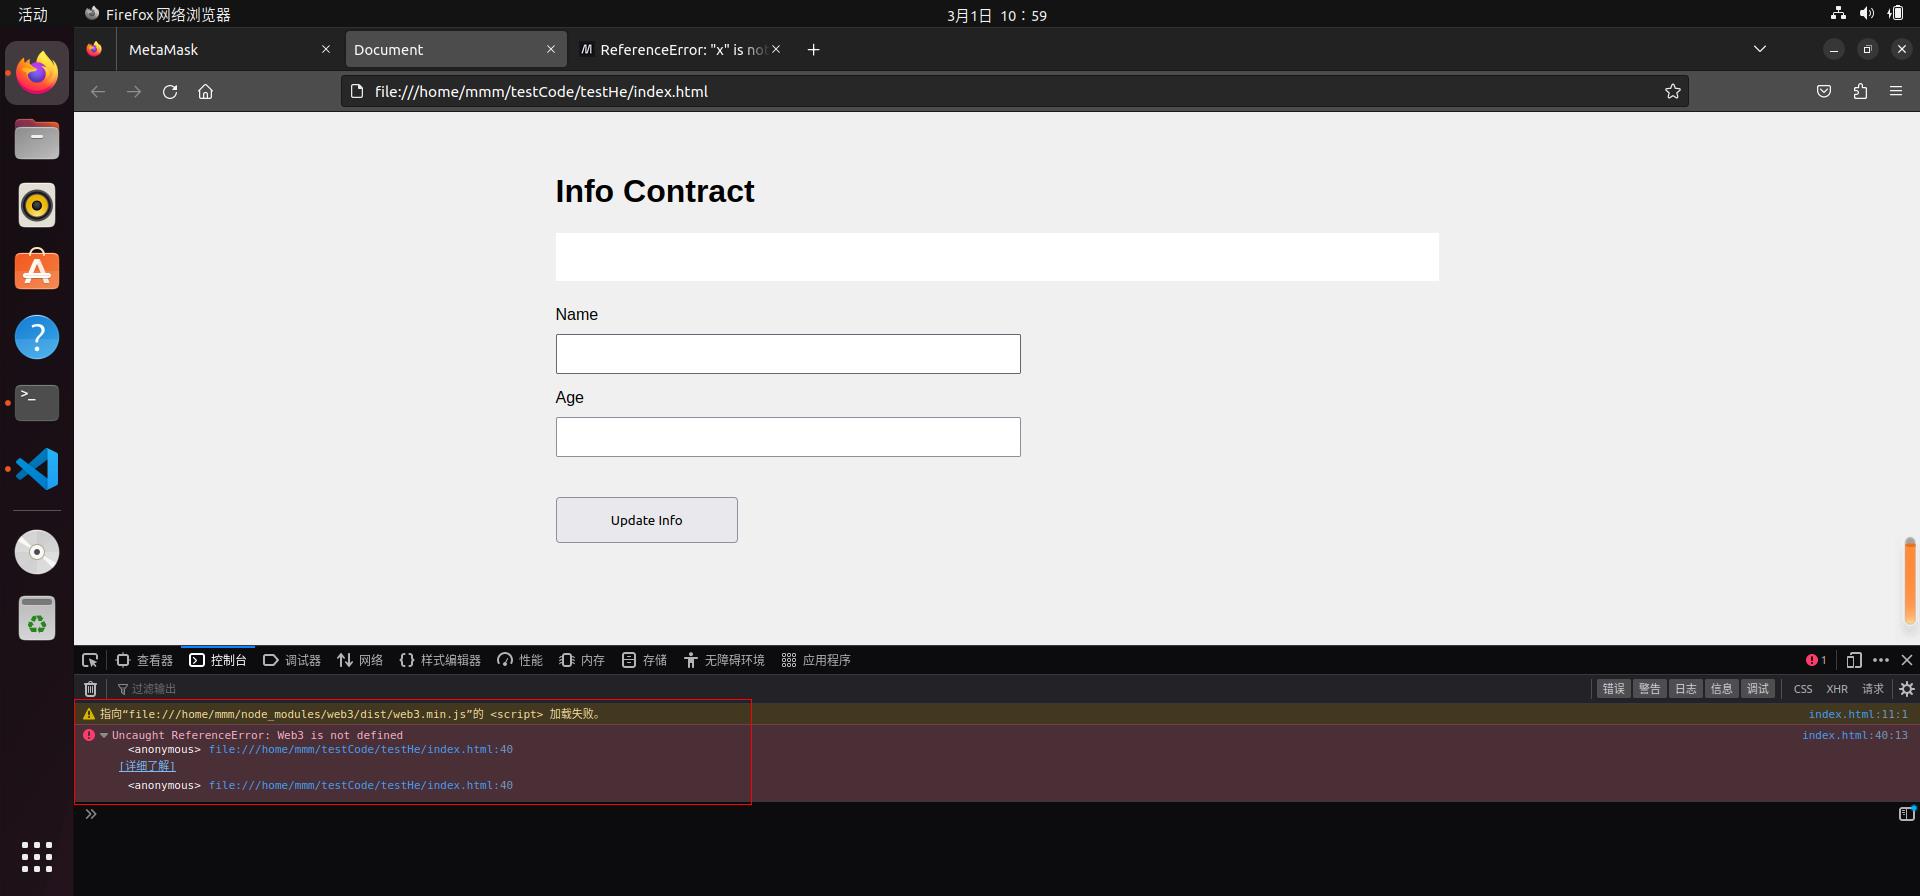 活动
Firefox 网络浏览器
3月1日 10：59
MetaMask
Document
ReferenceError: "x" is not
file:///home/mmm/testCode/testHe/index.html
Info Contract
Name
Age
Update Info
查看器 控制台 调试器 网络 样式编辑器 性能 内存 存储 无障碍环境 应用程序 1
过滤输出 错误 警告 日志 信息 调试 CSS XHR 请求
指向“file:///home/mmm/node_modules/web3/dist/web3.min.js”的 <script> 加载失败。 index.html:11:1
Uncaught ReferenceError: Web3 is not defined index.html:40:13
<anonymous> file:///home/mmm/testCode/testHe/index.html:40
[详细了解]
<anonymous> file:///home/mmm/testCode/testHe/index.html:40